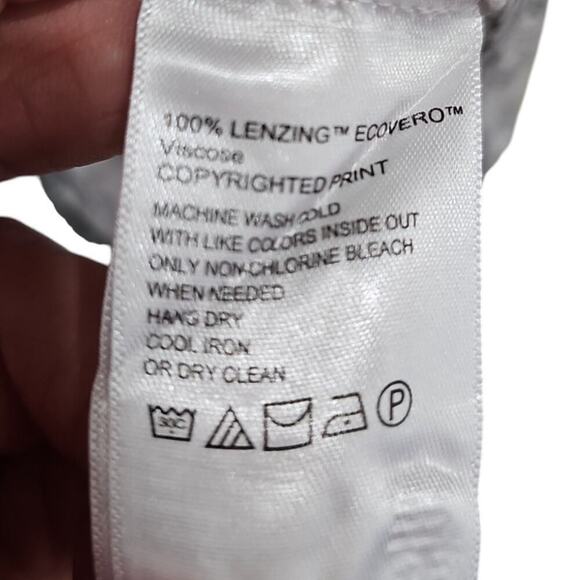 100% LENZING™ ECOVERO™
Viscose
COPYRIGHTED PRINT
MACHINE WASH COLD
WITH LIKE COLORS INSIDE OUT
ONLY NON-CHLORINE BLEACH
WHEN NEEDED
HANG DRY
COOL IRON
OR DRY CLEAN
30C P